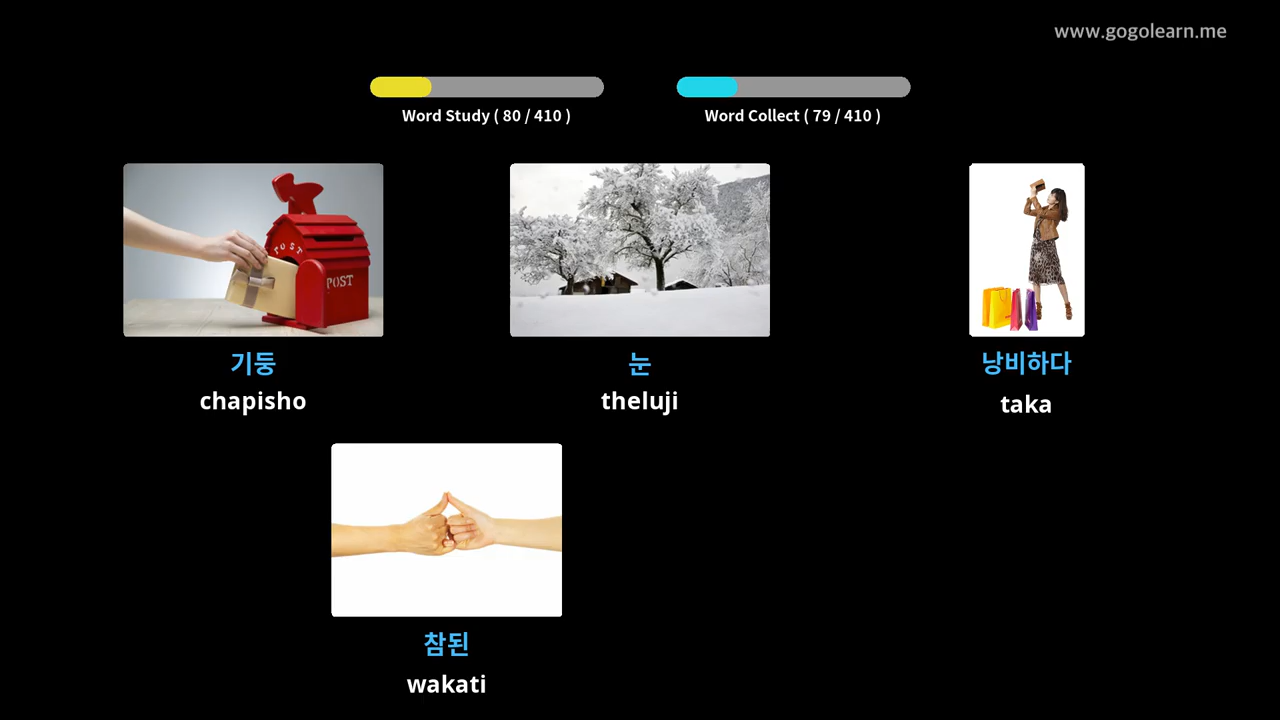 www.gogolearn.me
Word Study ( 80 / 410 )
Word Collect ( 79 / 410 )
POST
POST
기둥
chapisho
눈
theluji
낭비하다
taka
참된
wakati